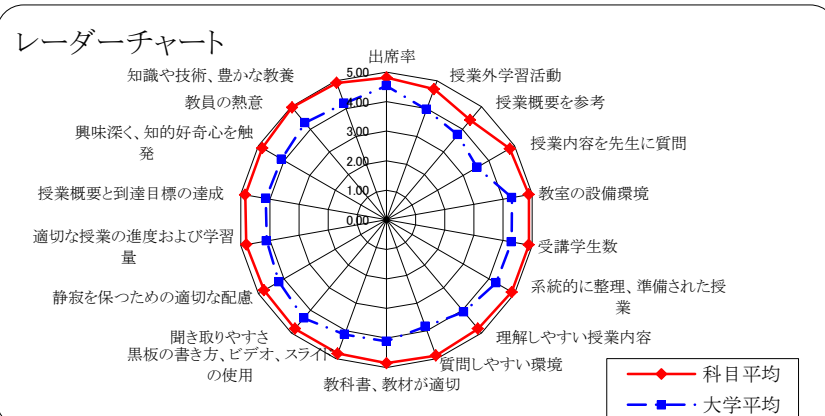 レーダーチャート
出席率
授業外学習活動
授業概要を参考
授業内容を先生に質問
教室の設備環境
受講学生数
系統的に整理、準備された授
業
理解しやすい授業内容
質問しやすい環境
教科書、教材が適切
黒板の書き方、ビデオ、スライド
の使用
聞き取りやすさ
静寂を保つための適切な配慮
適切な授業の進度および学習
量
授業概要と到達目標の達成
興味深く、知的好奇心を触
発
教員の熱意
知識や技術、豊かな教養
5.00
4.00
3.00
2.00
1.00
0.00
科目平均
大学平均